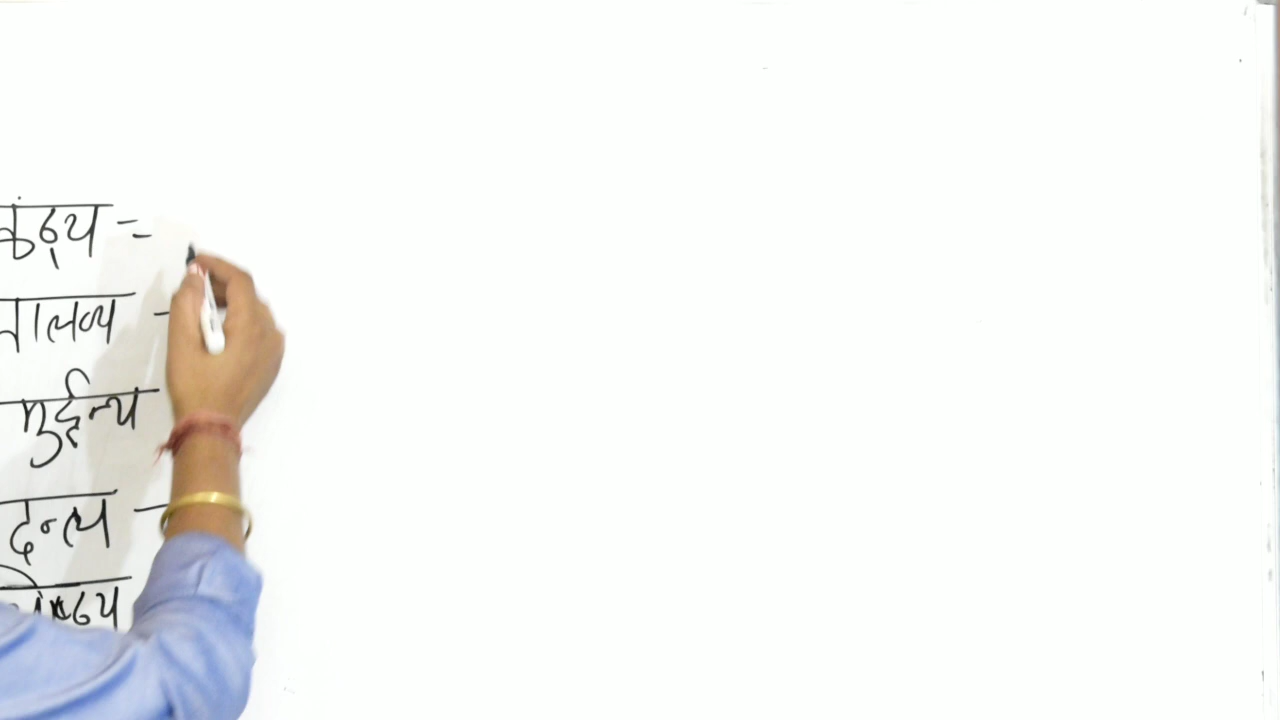 कंठ्य =
तालव्य -
मुर्द्धन्य
दन्त्य -